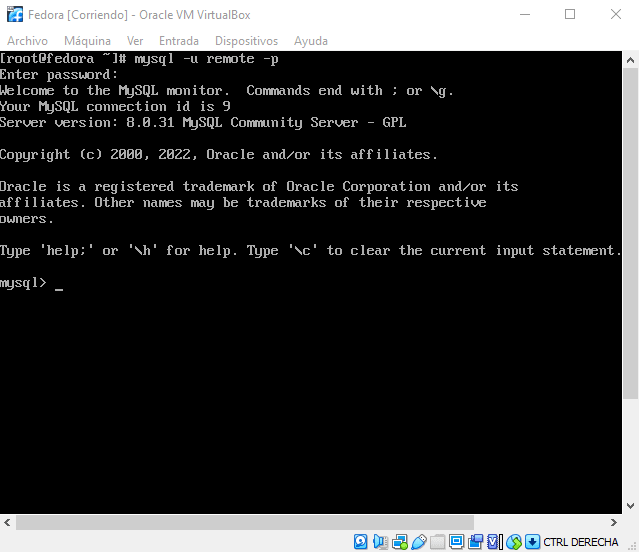 Fedora [Corriendo] - Oracle VM VirtualBox
Archivo Máquina Ver Entrada Dispositivos Ayuda
[root@fedora ~]# mysql -u remote -p
Enter password:
Welcome to the MySQL monitor.  Commands end with ; or \g.
Your MySQL connection id is 9
Server version: 8.0.31 MySQL Community Server - GPL
Copyright (c) 2000, 2022, Oracle and/or its affiliates.
Oracle is a registered trademark of Oracle Corporation and/or its
affiliates. Other names may be trademarks of their respective
owners.
Type 'help;' or '\h' for help. Type '\c' to clear the current input statement.
mysql> _
CTRL DERECHA